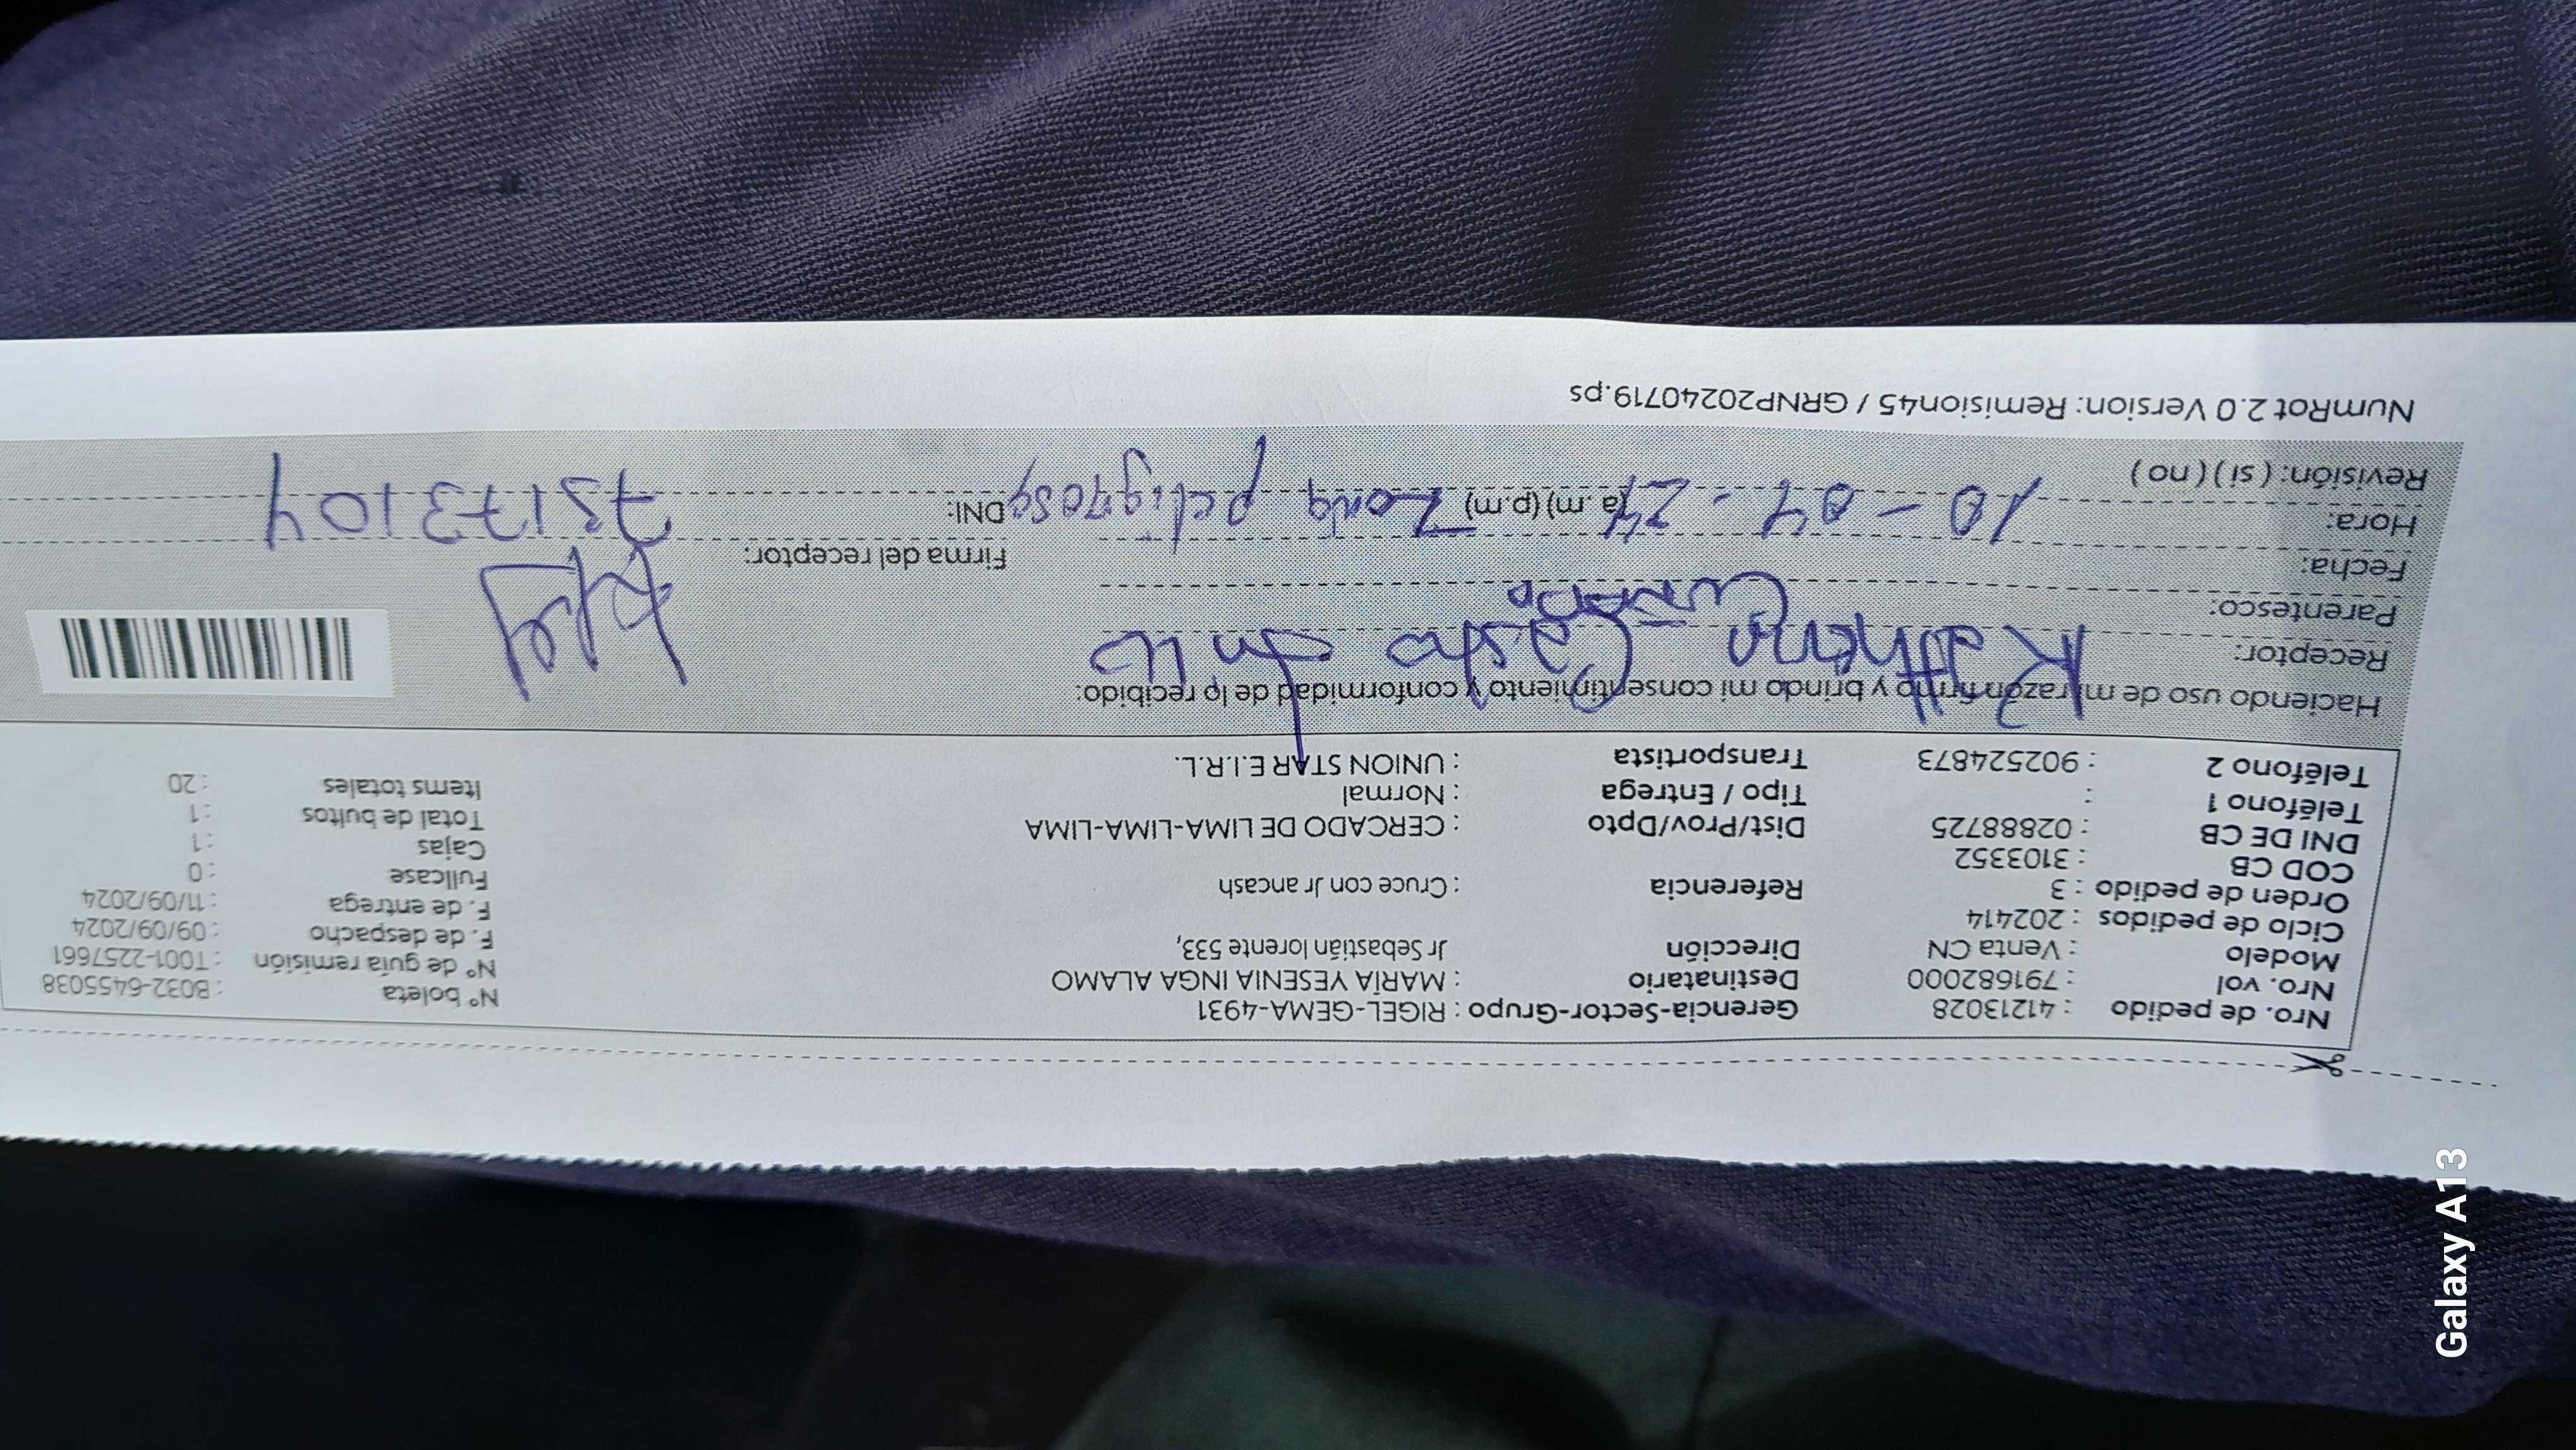 Nro. de pedido : 41213028 Gerencia-Sector-Grupo : RIGEL-GEMA-4931 N° boleta : B032-6455038
Nro. vol : 791682000 Destinatario : MARÍA YESENIA INGA ALAMO N° de guía remisión : T001-2257661
Modelo : Venta CN Dirección Jr Sebastián lorente 533, F. de despacho : 09/09/2024
Ciclo de pedidos : 202414 F. de entrega : 11/09/2024
Orden de pedido : 3 Referencia : Cruce con Jr ancash Fullcase : 0
COD CB : 3103352 Cajas : 1
DNI DE CB : 02888725 Dist/Prov/Dpto : CERCADO DE LIMA-LIMA-LIMA Total de bultos : 1
Teléfono 1 : Tipo / Entrega : Normal Items totales : 20
Teléfono 2 : 902524873 Transportista : UNION STAR E.I.R.L.
Haciendo uso de mi razón firmo y brindo mi consentimiento y conformidad de lo recibido:
Receptor: Castro
Parentesco:
Fecha: Firma del receptor:
Hora: (a.m) (p.m) Zona peligrosa DNI: 73173104
Revisión: ( si ) ( no )
NumRot 2.0 Version: Remision45 / GRNP20240719.ps
Galaxy A13